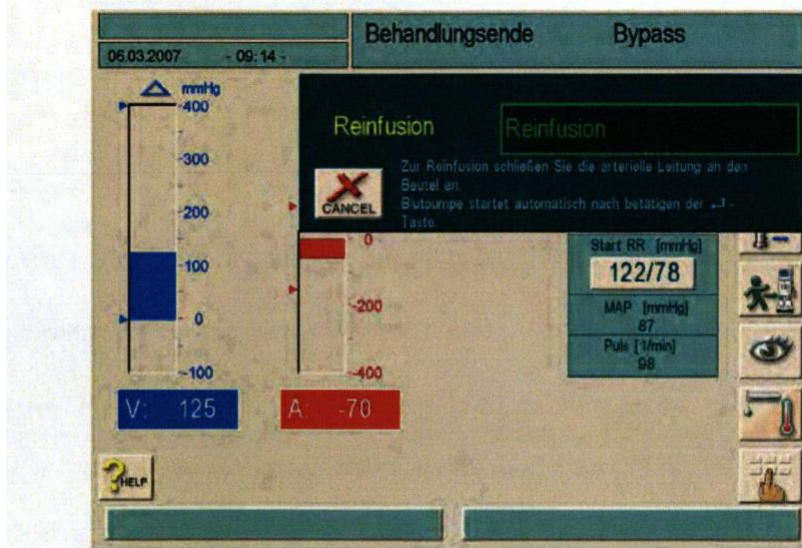 Behandlungsende Bypass
06.03.2007 - 09:14 -
mmHg
400
300
200
100
0
-100
V: 125
Reinfusion Reinfusion
Zur Reinfusion schließen Sie die arterielle Leitung an den
Beutel an.
Blutpumpe startet automatisch nach betätigen der ↵ -
Taste.
CANCEL
0
-200
-400
A: -70
Start RR [mmHg]
122/78
MAP [mmHg]
87
Puls [1/min]
98
HELP